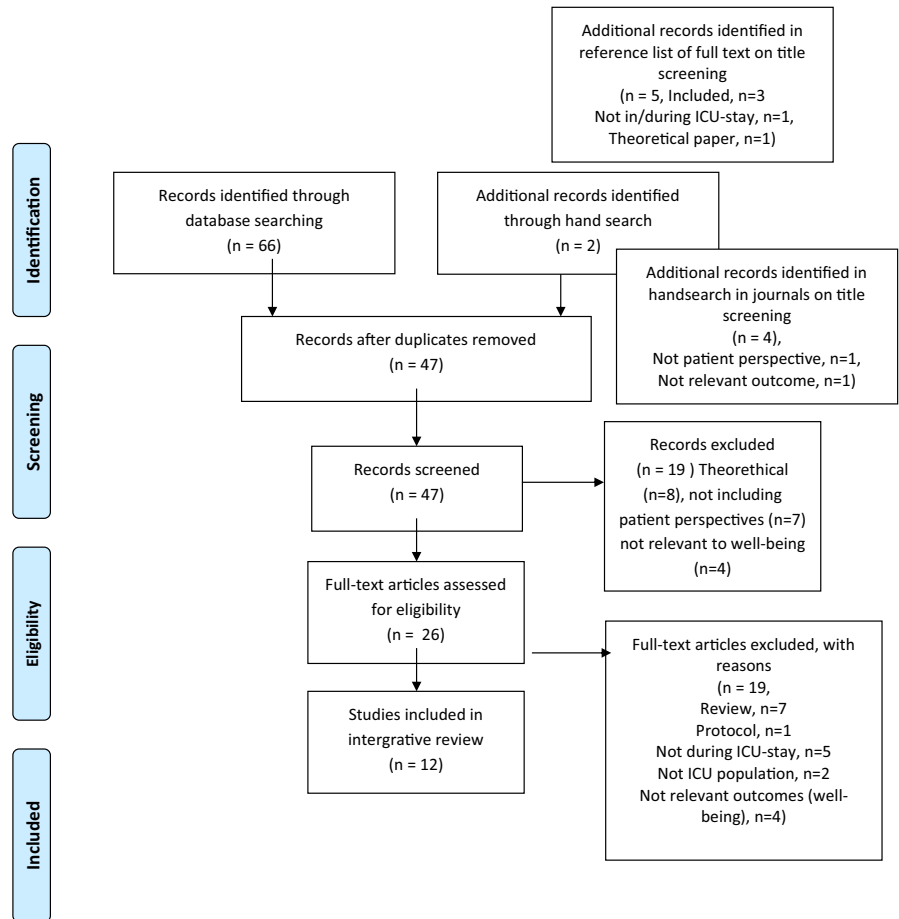 Additional records identified in
reference list of full text on title
screening
(n = 5, Included, n=3
Not in/during ICU-stay, n=1,
Theoretical paper, n=1)
Identification
Records identified through
database searching
(n = 66)
Additional records identified
through hand search
(n = 2)
Additional records identified in
handsearch in journals on title
screening
(n = 4),
Not patient perspective, n=1,
Not relevant outcome, n=1)
Records after duplicates removed
(n = 47)
Screening
Records screened
(n = 47)
Records excluded
(n = 19 ) Theorethical
(n=8), not including
patient perspectives (n=7)
not relevant to well-being
(n=4)
Eligibility
Full-text articles assessed
for eligibility
(n = 26)
Full-text articles excluded, with
reasons
(n = 19,
Review, n=7
Protocol, n=1
Not during ICU-stay, n=5
Not ICU population, n=2
Not relevant outcomes (well-
being), n=4)
Studies included in
intergrative review
(n = 12)
Included